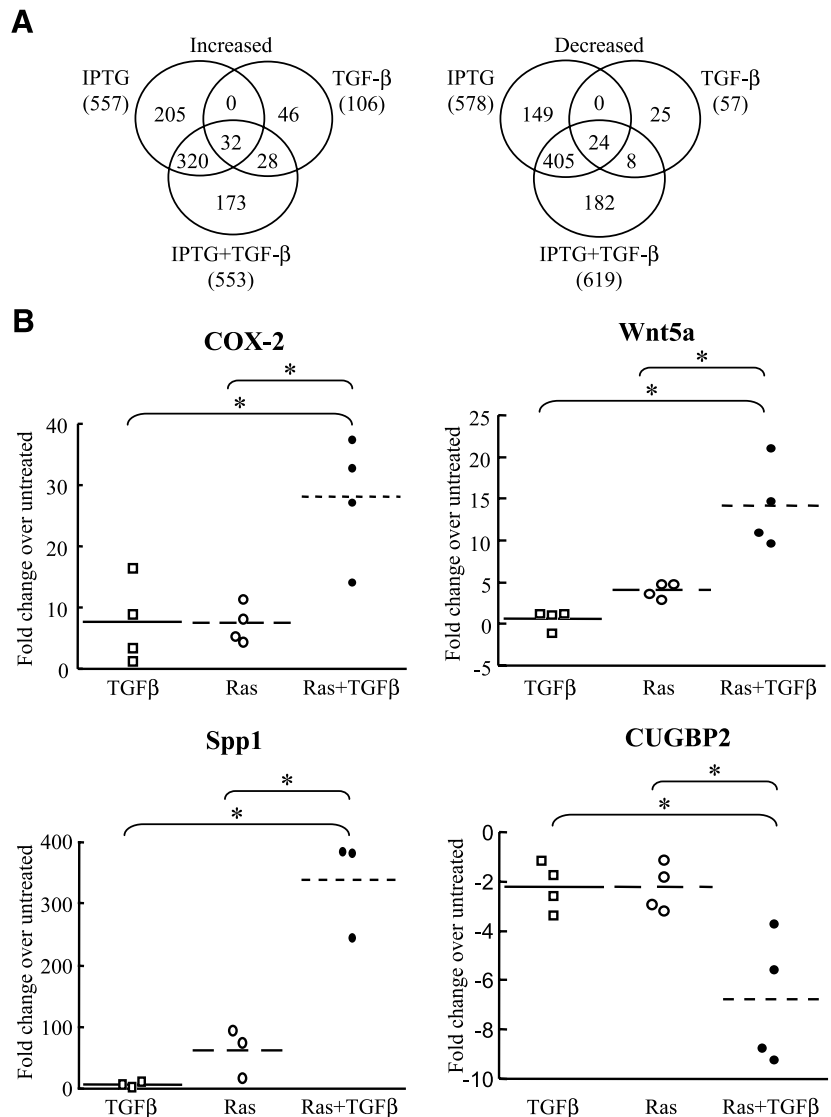 A
Increased
IPTG
(557)
TGF-β
(106)
205
0
46
32
320
28
173
IPTG+TGF-β
(553)
Decreased
IPTG
(578)
TGF-β
(57)
149
0
25
24
405
8
182
IPTG+TGF-β
(619)
B
COX-2
*
*
Fold change over untreated
40
30
20
10
0
TGFβ Ras Ras+TGFβ
Wnt5a
*
*
Fold change over untreated
25
20
15
10
5
0
-5
TGFβ Ras Ras+TGFβ
Spp1
*
*
Fold change over untreated
400
300
200
100
0
TGFβ Ras Ras+TGFβ
CUGBP2
*
*
Fold change over untreated
0
-2
-4
-6
-8
-10
TGFβ Ras Ras+TGFβ